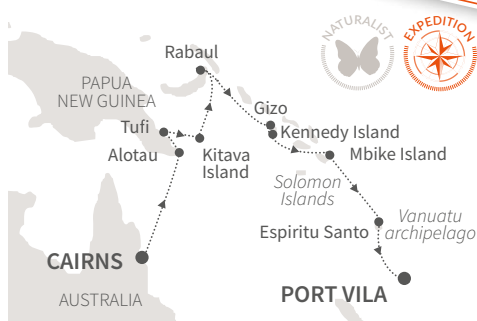 NATURALIST
EXPEDITION
Rabaul
PAPUA
NEW GUINEA
Gizo
Tufi
Kennedy Island
Alotau
Kitava
Island
Mbike Island
Solomon
Islands
Espiritu Santo
Vanuatu
archipelago
CAIRNS
PORT VILA
AUSTRALIA